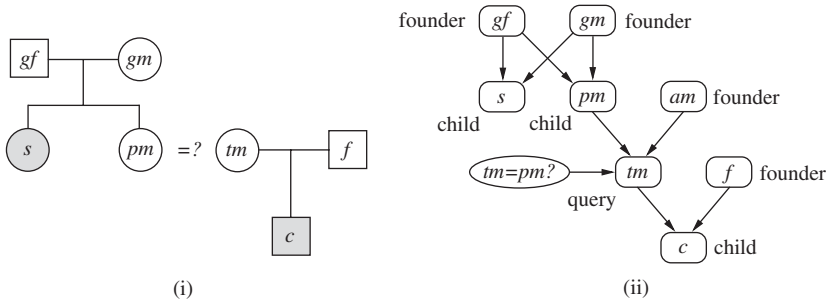 gf
gm
s
pm
=?
tm
f
c
(i)
founder
gf
gm
founder
s
pm
am
founder
child
child
tm=pm?
tm
f
founder
query
c
child
(ii)